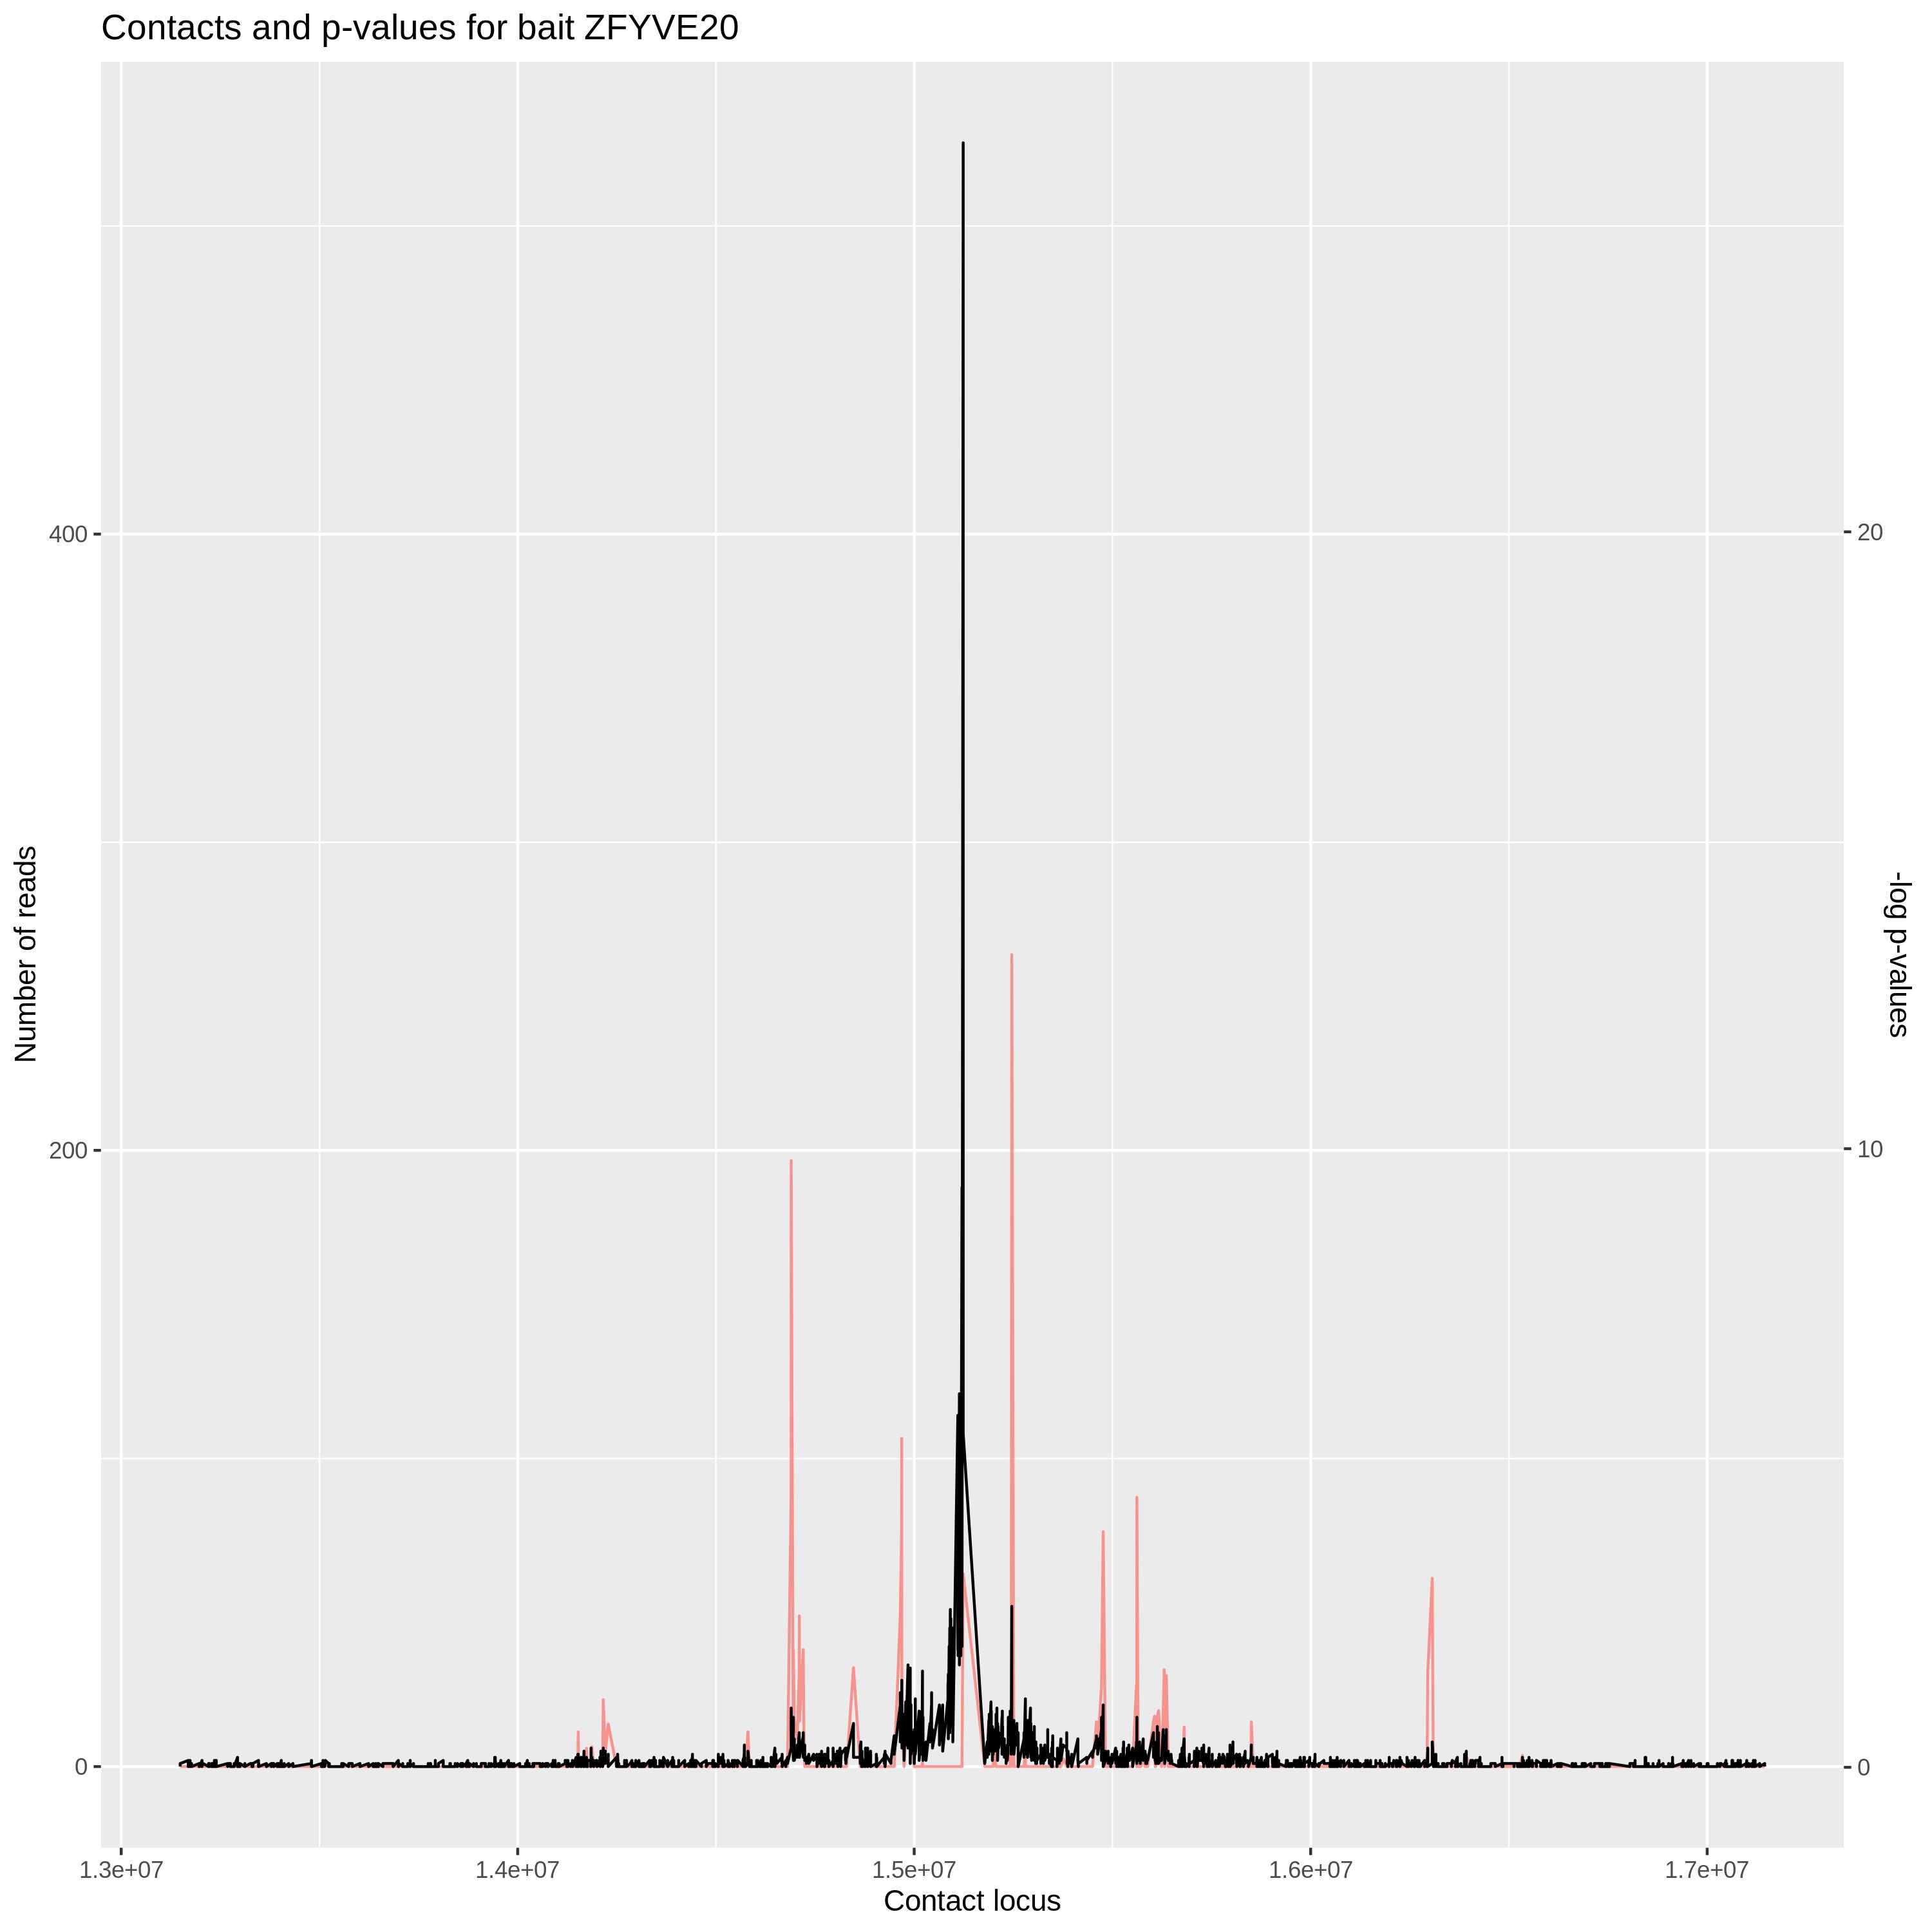 Contacts and p-values for bait ZFYVE20
400
200
0
Number of reads
20
10
0
-log p-values
1.3e+07 1.4e+07 1.5e+07 1.6e+07 1.7e+07
Contact locus